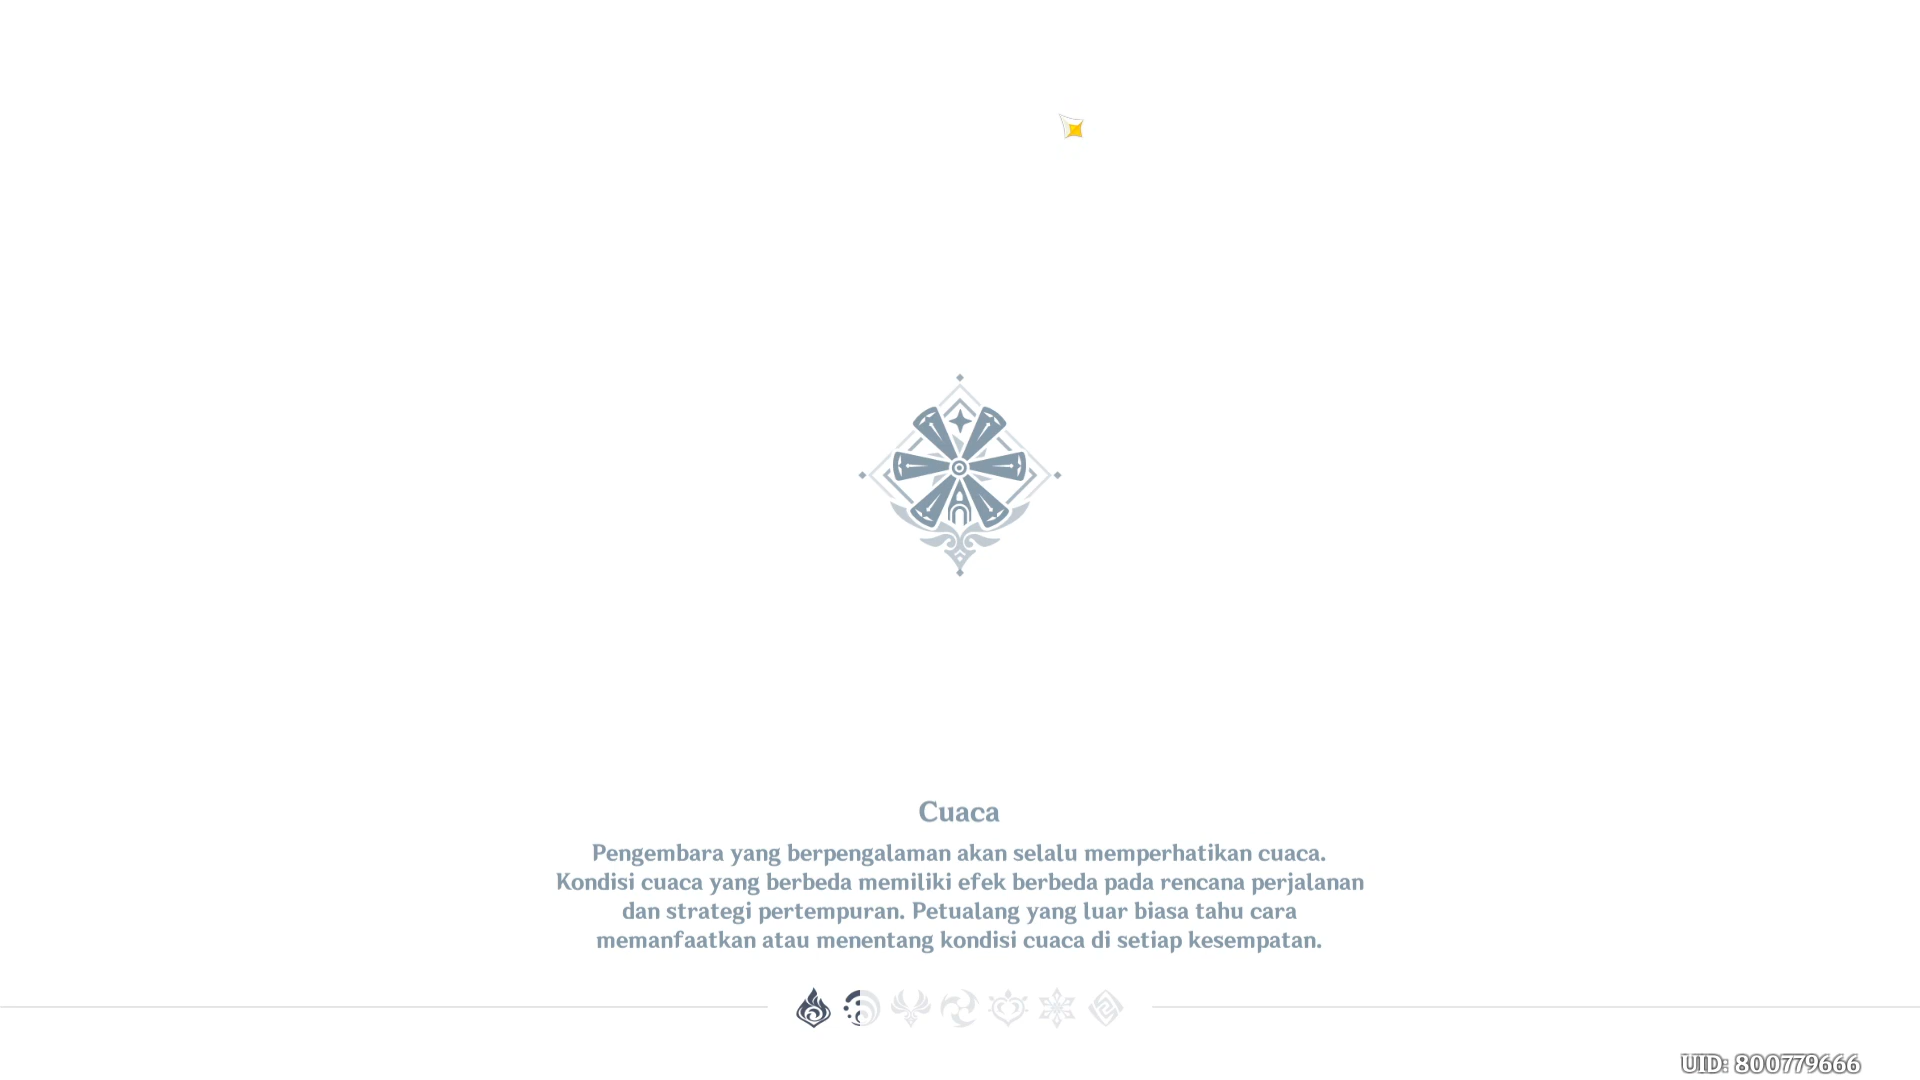 Cuaca
Pengembara yang berpengalaman akan selalu memperhatikan cuaca.
Kondisi cuaca yang berbeda memiliki efek berbeda pada rencana perjalanan
dan strategi pertempuran. Petualang yang luar biasa tahu cara
memanfaatkan atau menentang kondisi cuaca di setiap kesempatan.
UID: 800779666